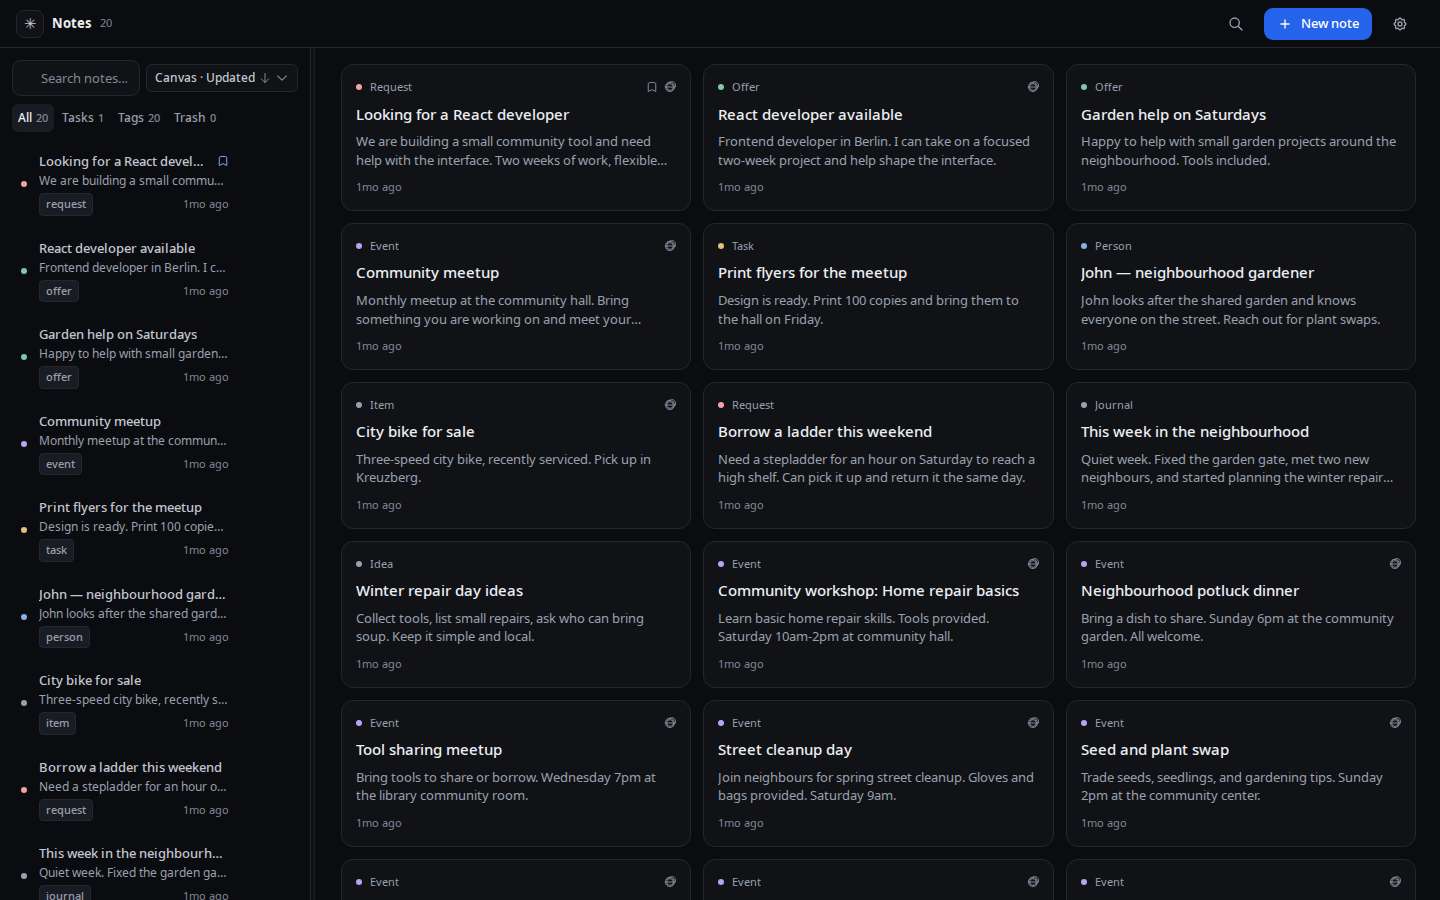 Notes 20
New note
Search notes...
Canvas · Updated
All 20 Tasks 1 Tags 20 Trash 0
Looking for a React devel...
We are building a small commu...
request 1mo ago
React developer available
Frontend developer in Berlin. I c...
offer 1mo ago
Garden help on Saturdays
Happy to help with small garden...
offer 1mo ago
Community meetup
Monthly meetup at the commun...
event 1mo ago
Print flyers for the meetup
Design is ready. Print 100 copie...
task 1mo ago
John — neighbourhood gard...
John looks after the shared gard...
person 1mo ago
City bike for sale
Three-speed city bike, recently s...
item 1mo ago
Borrow a ladder this weekend
Need a stepladder for an hour o...
request 1mo ago
This week in the neighbourh...
Quiet week. Fixed the garden ga...
journal 1mo ago
Request
Looking for a React developer
We are building a small community tool and need
help with the interface. Two weeks of work, flexible...
1mo ago
Offer
React developer available
Frontend developer in Berlin. I can take on a focused
two-week project and help shape the interface.
1mo ago
Offer
Garden help on Saturdays
Happy to help with small garden projects around the
neighbourhood. Tools included.
1mo ago
Event
Community meetup
Monthly meetup at the community hall. Bring
something you are working on and meet your...
1mo ago
Task
Print flyers for the meetup
Design is ready. Print 100 copies and bring them to
the hall on Friday.
1mo ago
Person
John — neighbourhood gardener
John looks after the shared garden and knows
everyone on the street. Reach out for plant swaps.
1mo ago
Item
City bike for sale
Three-speed city bike, recently serviced. Pick up in
Kreuzberg.
1mo ago
Request
Borrow a ladder this weekend
Need a stepladder for an hour on Saturday to reach a
high shelf. Can pick it up and return it the same day.
1mo ago
Journal
This week in the neighbourhood
Quiet week. Fixed the garden gate, met two new
neighbours, and started planning the winter repair...
1mo ago
Idea
Winter repair day ideas
Collect tools, list small repairs, ask who can bring
soup. Keep it simple and local.
1mo ago
Event
Community workshop: Home repair basics
Learn basic home repair skills. Tools provided.
Saturday 10am-2pm at community hall.
1mo ago
Event
Neighbourhood potluck dinner
Bring a dish to share. Sunday 6pm at the community
garden. All welcome.
1mo ago
Event
Tool sharing meetup
Bring tools to share or borrow. Wednesday 7pm at
the library community room.
1mo ago
Event
Street cleanup day
Join neighbours for spring street cleanup. Gloves and
bags provided. Saturday 9am.
1mo ago
Event
Seed and plant swap
Trade seeds, seedlings, and gardening tips. Sunday
2pm at the community center.
1mo ago
Event
Event
Event